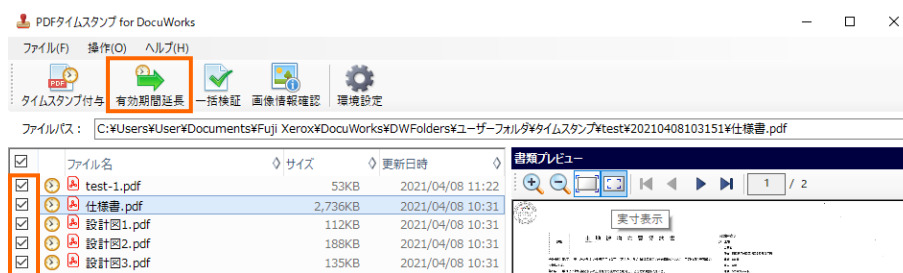 PDFタイムスタンプ for DocuWorks
ファイル(F) 操作(O) ヘルプ(H)
タイムスタンプ付与 有効期間延長 一括検証 画像情報確認 環境設定
ファイルパス： C:¥Users¥User¥Documents¥Fuji Xerox¥DocuWorks¥DWFolders¥ユーザーフォルダ¥タイムスタンプ¥test¥20210408103151¥仕様書.pdf
ファイル名 サイズ 更新日時 書類プレビュー
test-1.pdf 53KB 2021/04/08 11:22 1 / 2
仕様書.pdf 2,736KB 2021/04/08 10:31
設計図1.pdf 112KB 2021/04/08 10:31 実寸表示
設計図2.pdf 188KB 2021/04/08 10:31
設計図3.pdf 135KB 2021/04/08 10:31